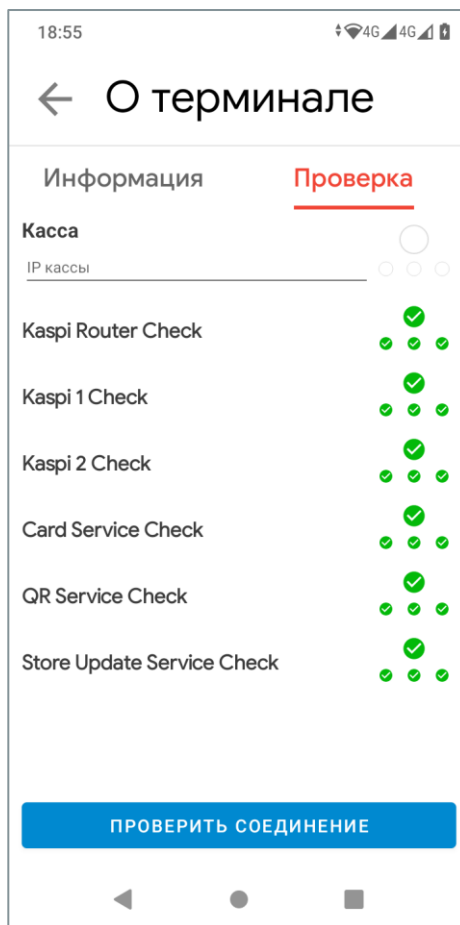 18:55 4G 4G
О терминале
Информация Проверка
Касса
IP кассы
Kaspi Router Check
Kaspi 1 Check
Kaspi 2 Check
Card Service Check
QR Service Check
Store Update Service Check
ПРОВЕРИТЬ СОЕДИНЕНИЕ